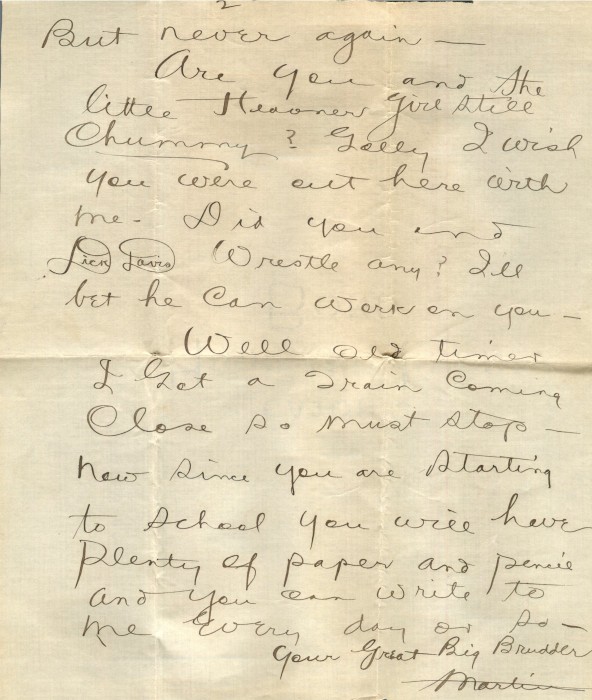 2
But never again —
Are you and the
little Heavner girl still
Chummy? Golly I wish
you were out here with
me - Did you and
Dick Davis Wrestle any? I'll
bet he Can work on you —
Well old timer
I Got a Train Coming
Close so must stop —
now since you are starting
to school you will have
Plenty of paper and pencil
and you can write to
me Every day or so —
Your Great Big Brudder
Martin